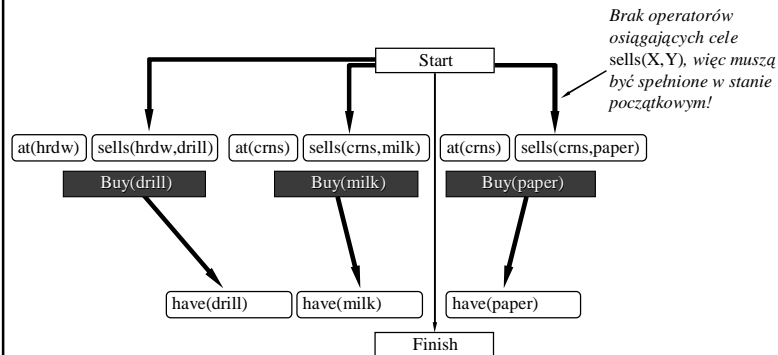 Brak operatorów
osiągających cele
sells(X,Y), więc muszą
być spełnione w stanie
początkowym!
Start
at(hrdw) sells(hrdw,drill) at(crns) sells(crns,milk) at(crns) sells(crns,paper)
Buy(drill) Buy(milk) Buy(paper)
have(drill) have(milk) have(paper)
Finish